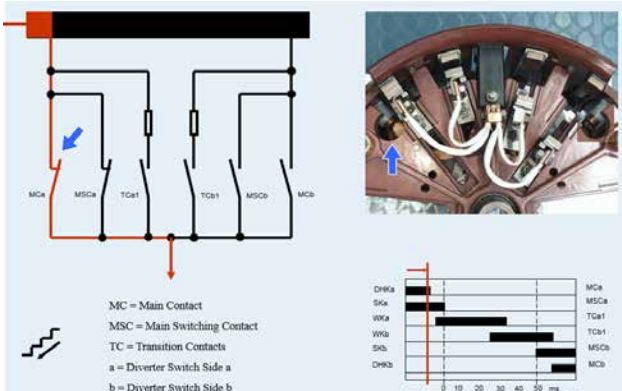 MCa MSCa TCa1 TCb1 MSCb MCb
MC = Main Contact
MSC = Main Switching Contact
TC = Transition Contacts
a = Diverter Switch Side a
b = Diverter Switch Side b
DHKa MCa
SKa MSCa
WKa TCa1
WKb TCb1
SKb MSCb
DHKb MCb
0 10 20 30 40 50 ms